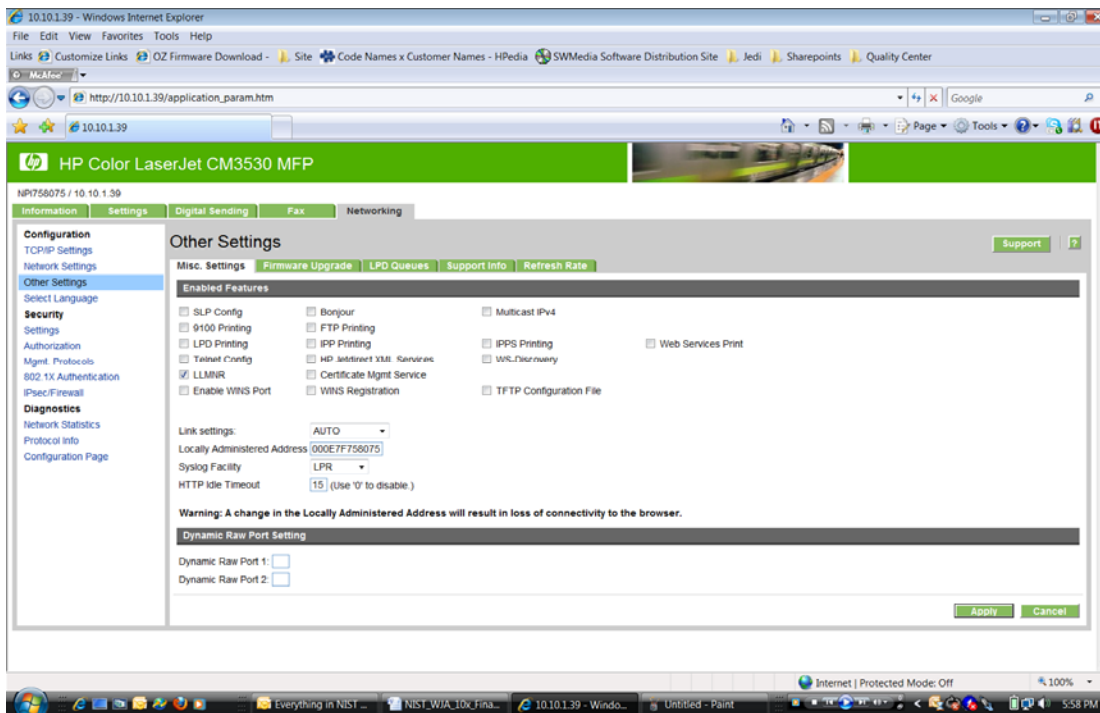 10.10.1.39 - Windows Internet Explorer
File Edit View Favorites Tools Help
Links Customize Links OZ Firmware Download - Site Code Names x Customer Names - HPedia SWMedia Software Distribution Site Jedi Sharepoints Quality Center
McAfee
http://10.10.1.39/application_param.htm Google
10.10.1.39 Page Tools
hp HP Color LaserJet CM3530 MFP
NPI758075 / 10.10.1.39
Information Settings Digital Sending Fax Networking
Configuration
TCP/IP Settings
Network Settings
Other Settings
Select Language
Security
Settings
Authorization
Mgmt. Protocols
802.1X Authentication
IPsec/Firewall
Diagnostics
Network Statistics
Protocol Info
Configuration Page
Other Settings Support ?
Misc. Settings Firmware Upgrade LPD Queues Support Info Refresh Rate
Enabled Features
SLP Config Bonjour Multicast IPv4
9100 Printing FTP Printing
LPD Printing IPP Printing IPPS Printing Web Services Print
Telnet Config HP Jetdirect XML Services WS-Discovery
LLMNR Certificate Mgmt Service
Enable WINS Port WINS Registration TFTP Configuration File
Link settings: AUTO
Locally Administered Address 000E7F758075
Syslog Facility LPR
HTTP Idle Timeout 15 (Use '0' to disable.)
Warning: A change in the Locally Administered Address will result in loss of connectivity to the browser.
Dynamic Raw Port Setting
Dynamic Raw Port 1:
Dynamic Raw Port 2:
Apply Cancel
Internet | Protected Mode: Off 100%
Everything in NIST ... NIST_WJA_10x_Fina... 10.10.1.39 - Windo... Untitled - Paint 5:58 PM